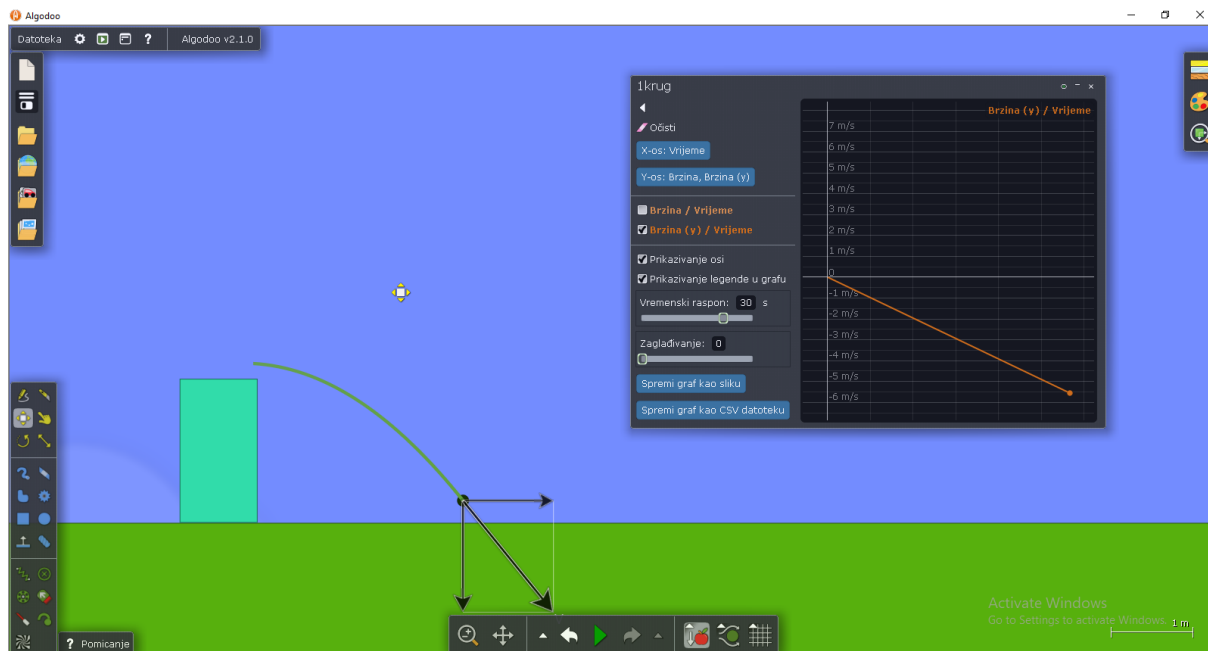 Algodoo
Datoteka ? Algodoo v2.1.0
1krug
Očisti
X-os: Vrijeme
Y-os: Brzina, Brzina (y)
Brzina / Vrijeme
Brzina (y) / Vrijeme
Prikazivanje osi
Prikazivanje legende u grafu
Vremenski raspon: 30 s
Zaglađivanje: 0
Spremi graf kao sliku
Spremi graf kao CSV datoteku
Brzina (y) / Vrijeme
7 m/s
6 m/s
5 m/s
4 m/s
3 m/s
2 m/s
1 m/s
0
-1 m/s
-2 m/s
-3 m/s
-4 m/s
-5 m/s
-6 m/s
Activate Windows
Go to Settings to activate Windows.
1 m
? Pomicanje